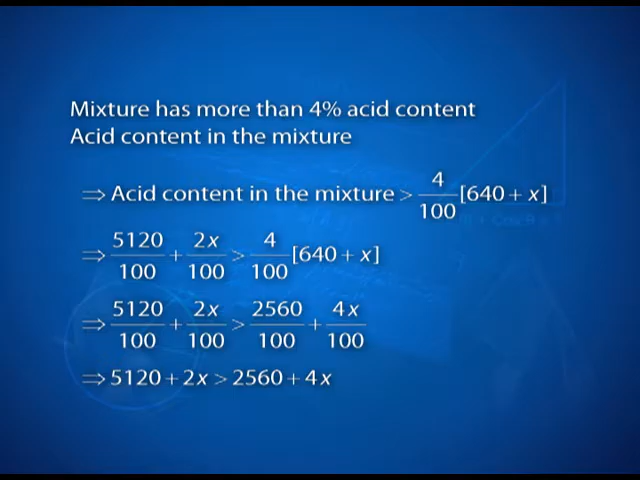 Mixture has more than 4% acid content
Acid content in the mixture
⇒ Acid content in the mixture > 4/100 [640 + x]
⇒ 5120/100 + 2x/100 > 4/100 [640 + x]
⇒ 5120/100 + 2x/100 > 2560/100 + 4x/100
⇒ 5120 + 2x > 2560 + 4x